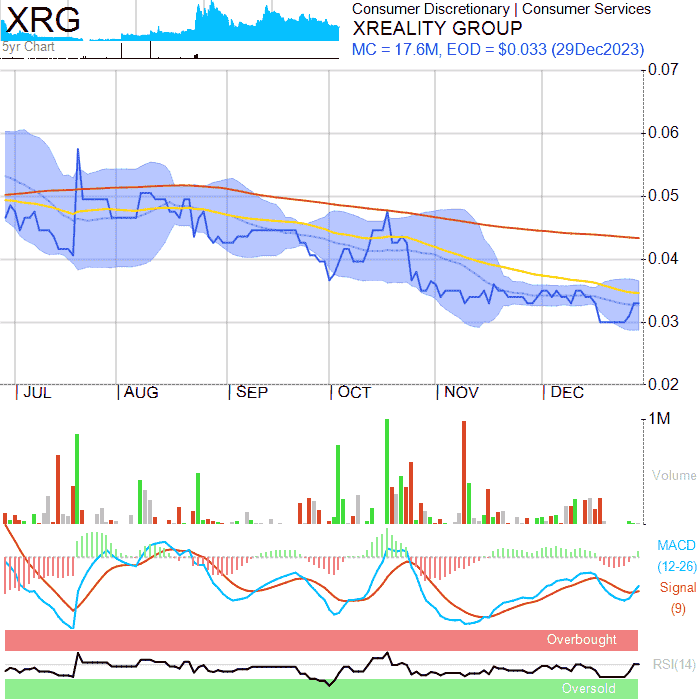 XRG
5yr Chart
Consumer Discretionary | Consumer Services
XREALITY GROUP
MC = 17.6M, EOD = $0.033 (29Dec2023)
0.07
0.06
0.05
0.04
0.03
0.02
JUL AUG SEP OCT NOV DEC
1M
Volume
MACD
(12-26)
Signal
(9)
Overbought
RSI(14)
Oversold